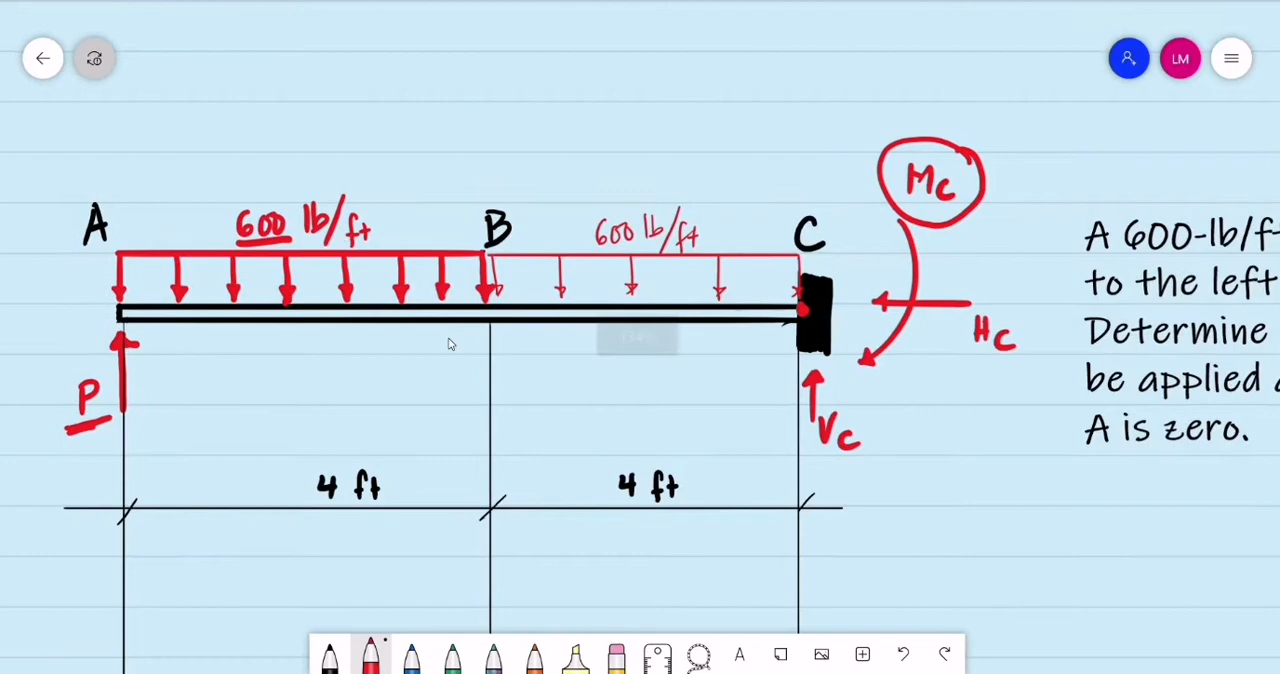 LM
Mc
A 600 lb/ft B 600 lb/ft C
A 600-lb/f
to the left
Hc
Determine
P
be applied
Vc
A is zero.
4 ft 4 ft
A